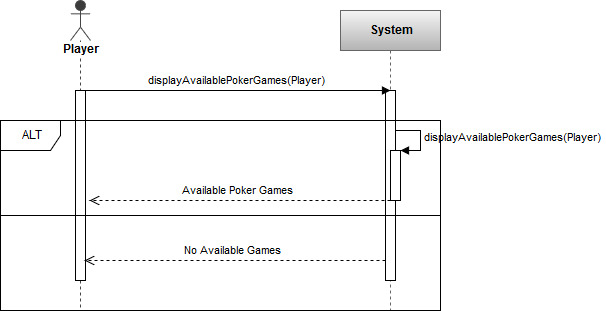 Player
System
displayAvailablePokerGames(Player)
ALT
displayAvailablePokerGames(Player)
Available Poker Games
No Available Games